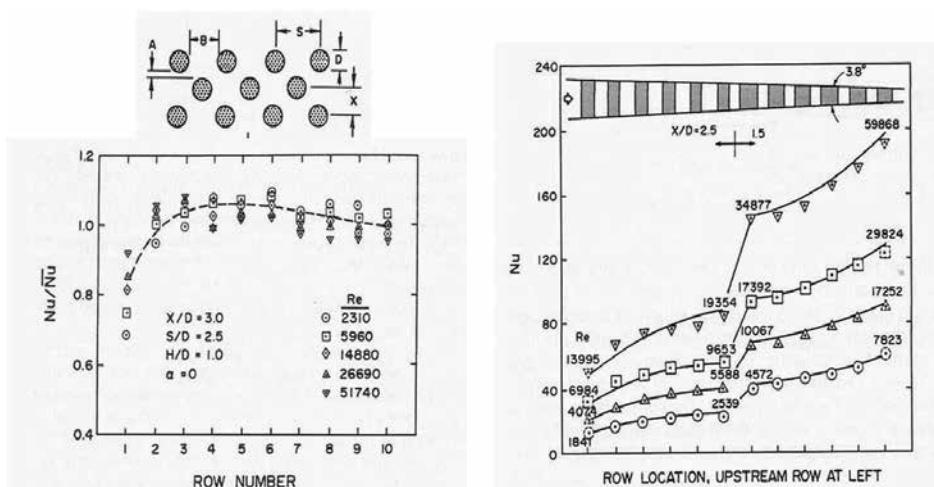 A
B
S
D
X
1.2
1.0
0.8
0.6
0.4
Nu/N̅u̅
X/D = 3.0
S/D = 2.5
H/D = 1.0
α = 0
Re
2310
5960
14880
26690
51740
1 2 3 4 5 6 7 8 9 10
ROW NUMBER
240
200
160
120
80
40
0
Nu
3.8°
X/D=2.5 1.5
59868
34877
29824
19354
17392
17252
Re
13995
10067
9653
7823
6984
5588
4572
4074
2539
1847
ROW LOCATION, UPSTREAM ROW AT LEFT